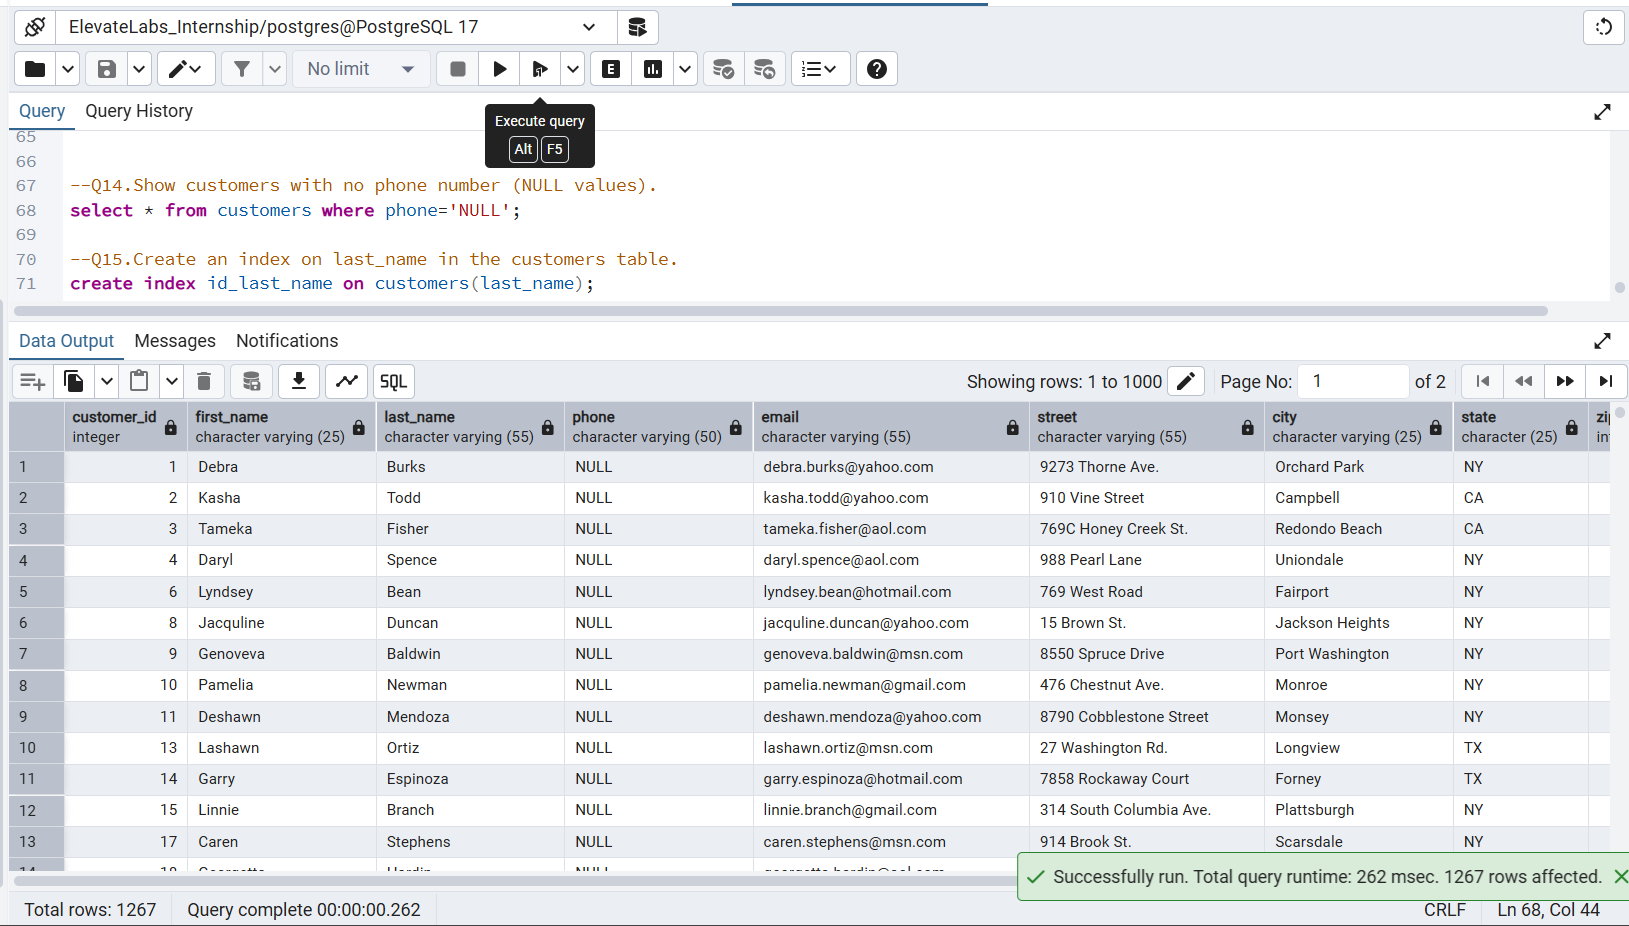 ElevateLabs_Internship/postgres@PostgreSQL 17
No limit
E
Query Query History
Execute query
Alt F5
65
66
67 --Q14.Show customers with no phone number (NULL values).
68 select * from customers where phone='NULL';
69
70 --Q15.Create an index on last_name in the customers table.
71 create index id_last_name on customers(last_name);
Data Output Messages Notifications
SQL Showing rows: 1 to 1000 Page No: 1 of 2
customer_id first_name last_name phone email street city state
integer character varying (25) character varying (55) character varying (50) character varying (55) character varying (55) character varying (25) character (25)
1 1 Debra Burks NULL debra.burks@yahoo.com 9273 Thorne Ave. Orchard Park NY
2 2 Kasha Todd NULL kasha.todd@yahoo.com 910 Vine Street Campbell CA
3 3 Tameka Fisher NULL tameka.fisher@aol.com 769C Honey Creek St. Redondo Beach CA
4 4 Daryl Spence NULL daryl.spence@aol.com 988 Pearl Lane Uniondale NY
5 6 Lyndsey Bean NULL lyndsey.bean@hotmail.com 769 West Road Fairport NY
6 8 Jacquline Duncan NULL jacquline.duncan@yahoo.com 15 Brown St. Jackson Heights NY
7 9 Genoveva Baldwin NULL genoveva.baldwin@msn.com 8550 Spruce Drive Port Washington NY
8 10 Pamelia Newman NULL pamelia.newman@gmail.com 476 Chestnut Ave. Monroe NY
9 11 Deshawn Mendoza NULL deshawn.mendoza@yahoo.com 8790 Cobblestone Street Monsey NY
10 13 Lashawn Ortiz NULL lashawn.ortiz@msn.com 27 Washington Rd. Longview TX
11 14 Garry Espinoza NULL garry.espinoza@hotmail.com 7858 Rockaway Court Forney TX
12 15 Linnie Branch NULL linnie.branch@gmail.com 314 South Columbia Ave. Plattsburgh NY
13 17 Caren Stephens NULL caren.stephens@msn.com 914 Brook St. Scarsdale NY
Successfully run. Total query runtime: 262 msec. 1267 rows affected.
Total rows: 1267 Query complete 00:00:00.262 CRLF Ln 68, Col 44